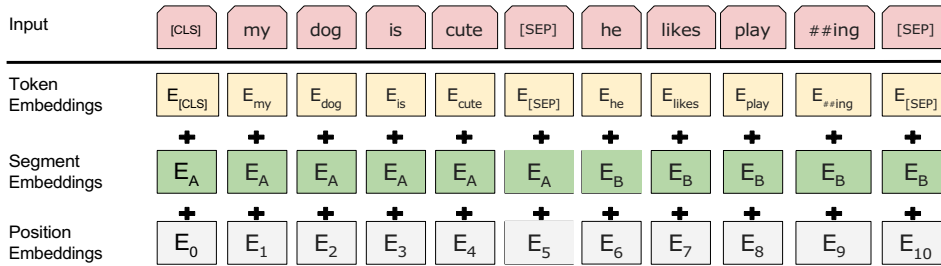 Input [CLS] my dog is cute [SEP] he likes play ##ing [SEP]
Token Embeddings E[CLS] Emy Edog Eis Ecute E[SEP] Ehe Elikes Eplay E##ing E[SEP]
+ + + + + + + + + + +
Segment Embeddings EA EA EA EA EA EA EB EB EB EB EB
+ + + + + + + + + + +
Position Embeddings E0 E1 E2 E3 E4 E5 E6 E7 E8 E9 E10